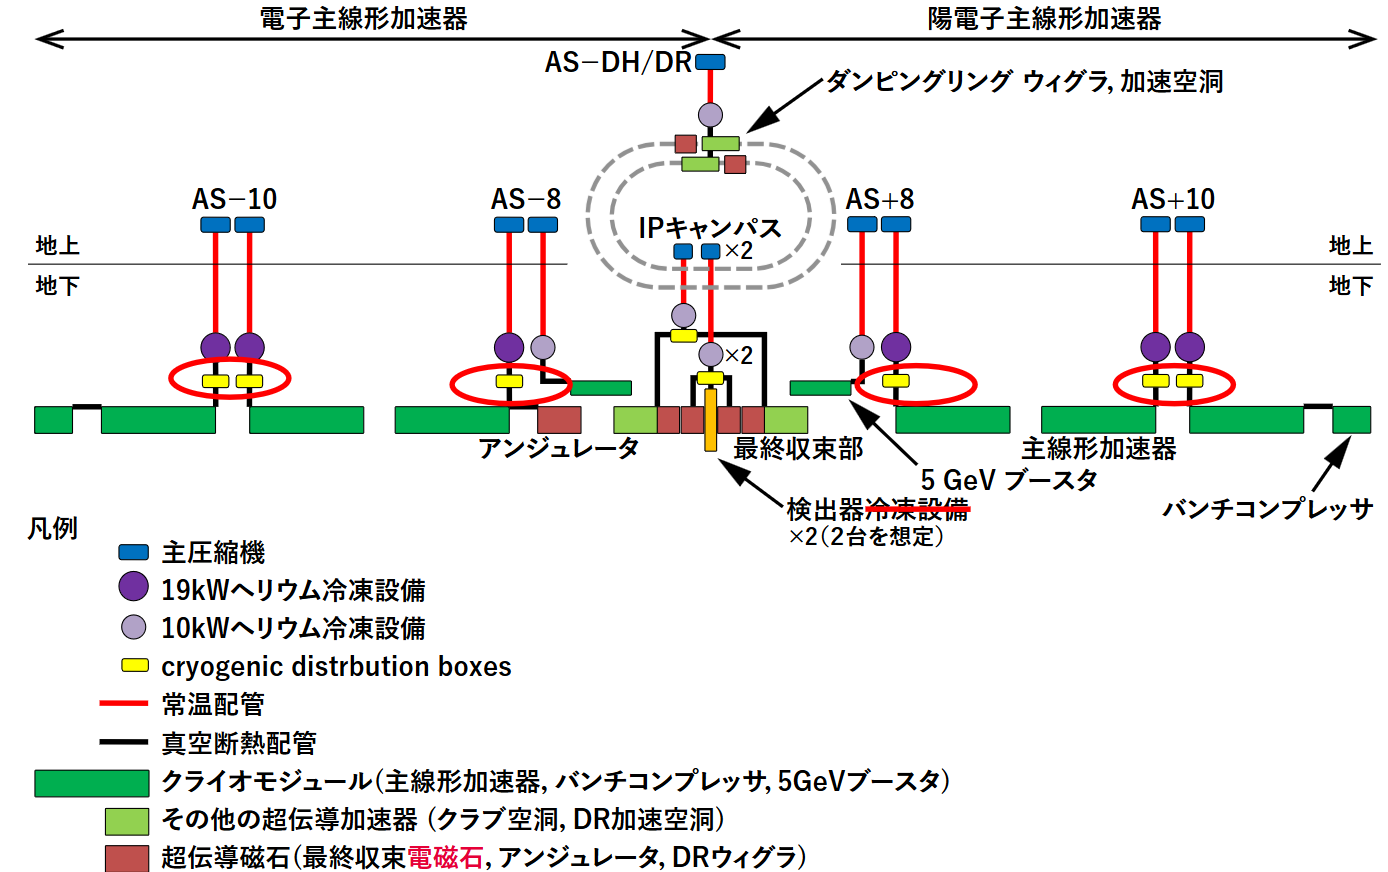 電子主線形加速器
陽電子主線形加速器
AS−DH/DR
ダンピングリング ウィグラ, 加速空洞
AS−10
AS−8
AS+8
AS+10
IPキャンパス
×2
地上
地上
地下
地下
×2
アンジュレータ
最終収束部
主線形加速器
5 GeV ブースタ
バンチコンプレッサ
検出器冷凍設備
×2(2台を想定)
凡例
主圧縮機
19kWヘリウム冷凍設備
10kWヘリウム冷凍設備
cryogenic distrbution boxes
常温配管
真空断熱配管
クライオモジュール(主線形加速器, バンチコンプレッサ, 5GeVブースタ)
その他の超伝導加速器 (クラブ空洞, DR加速空洞)
超伝導磁石(最終収束電磁石, アンジュレータ, DRウィグラ)